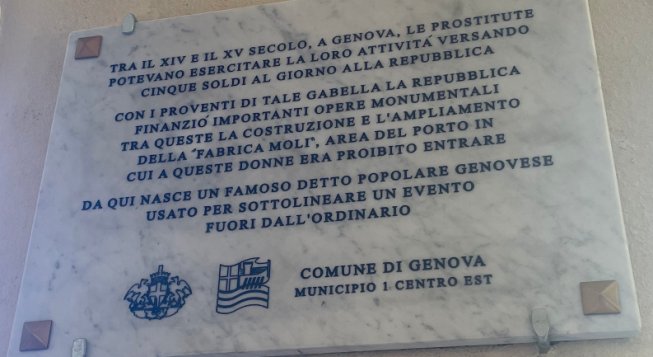 TRA IL XIV E IL XV SECOLO, A GENOVA, LE PROSTITUTE
POTEVANO ESERCITARE LA LORO ATTIVITÁ VERSANDO
CINQUE SOLDI AL GIORNO ALLA REPUBBLICA
CON I PROVENTI DI TALE GABELLA LA REPUBBLICA
FINANZIÓ IMPORTANTI OPERE MONUMENTALI
TRA QUESTE LA COSTRUZIONE E L'AMPLIAMENTO
DELLA "FABRICA MOLI", AREA DEL PORTO IN
CUI A QUESTE DONNE ERA PROIBITO ENTRARE
DA QUI NASCE UN FAMOSO DETTO POPOLARE GENOVESE
USATO PER SOTTOLINEARE UN EVENTO
FUORI DALL'ORDINARIO
COMUNE DI GENOVA
MUNICIPIO 1 CENTRO EST